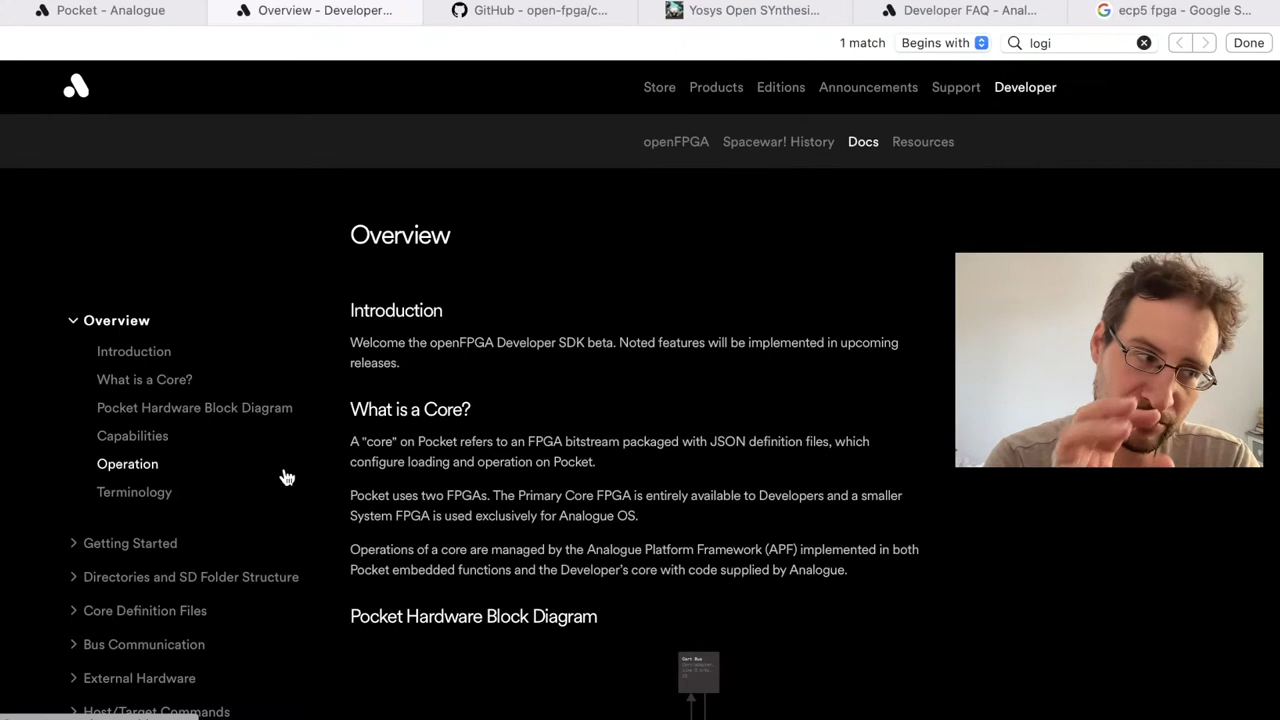 Pocket - Analogue
Overview - Developer...
GitHub - open-fpga/c...
Yosys Open SYnthesi...
Developer FAQ - Anal...
ecp5 fpga - Google S...
1 match
Begins with
logi
Done
Store
Products
Editions
Announcements
Support
Developer
openFPGA
Spacewar! History
Docs
Resources
Overview
Introduction
What is a Core?
Pocket Hardware Block Diagram
Capabilities
Operation
Terminology
Getting Started
Directories and SD Folder Structure
Core Definition Files
Bus Communication
External Hardware
Host/Target Commands
Overview
Introduction
Welcome the openFPGA Developer SDK beta. Noted features will be implemented in upcoming
releases.
What is a Core?
A "core" on Pocket refers to an FPGA bitstream packaged with JSON definition files, which
configure loading and operation on Pocket.
Pocket uses two FPGAs. The Primary Core FPGA is entirely available to Developers and a smaller
System FPGA is used exclusively for Analogue OS.
Operations of a core are managed by the Analogue Platform Framework (APF) implemented in both
Pocket embedded functions and the Developer's core with code supplied by Analogue.
Pocket Hardware Block Diagram
Cart Bus